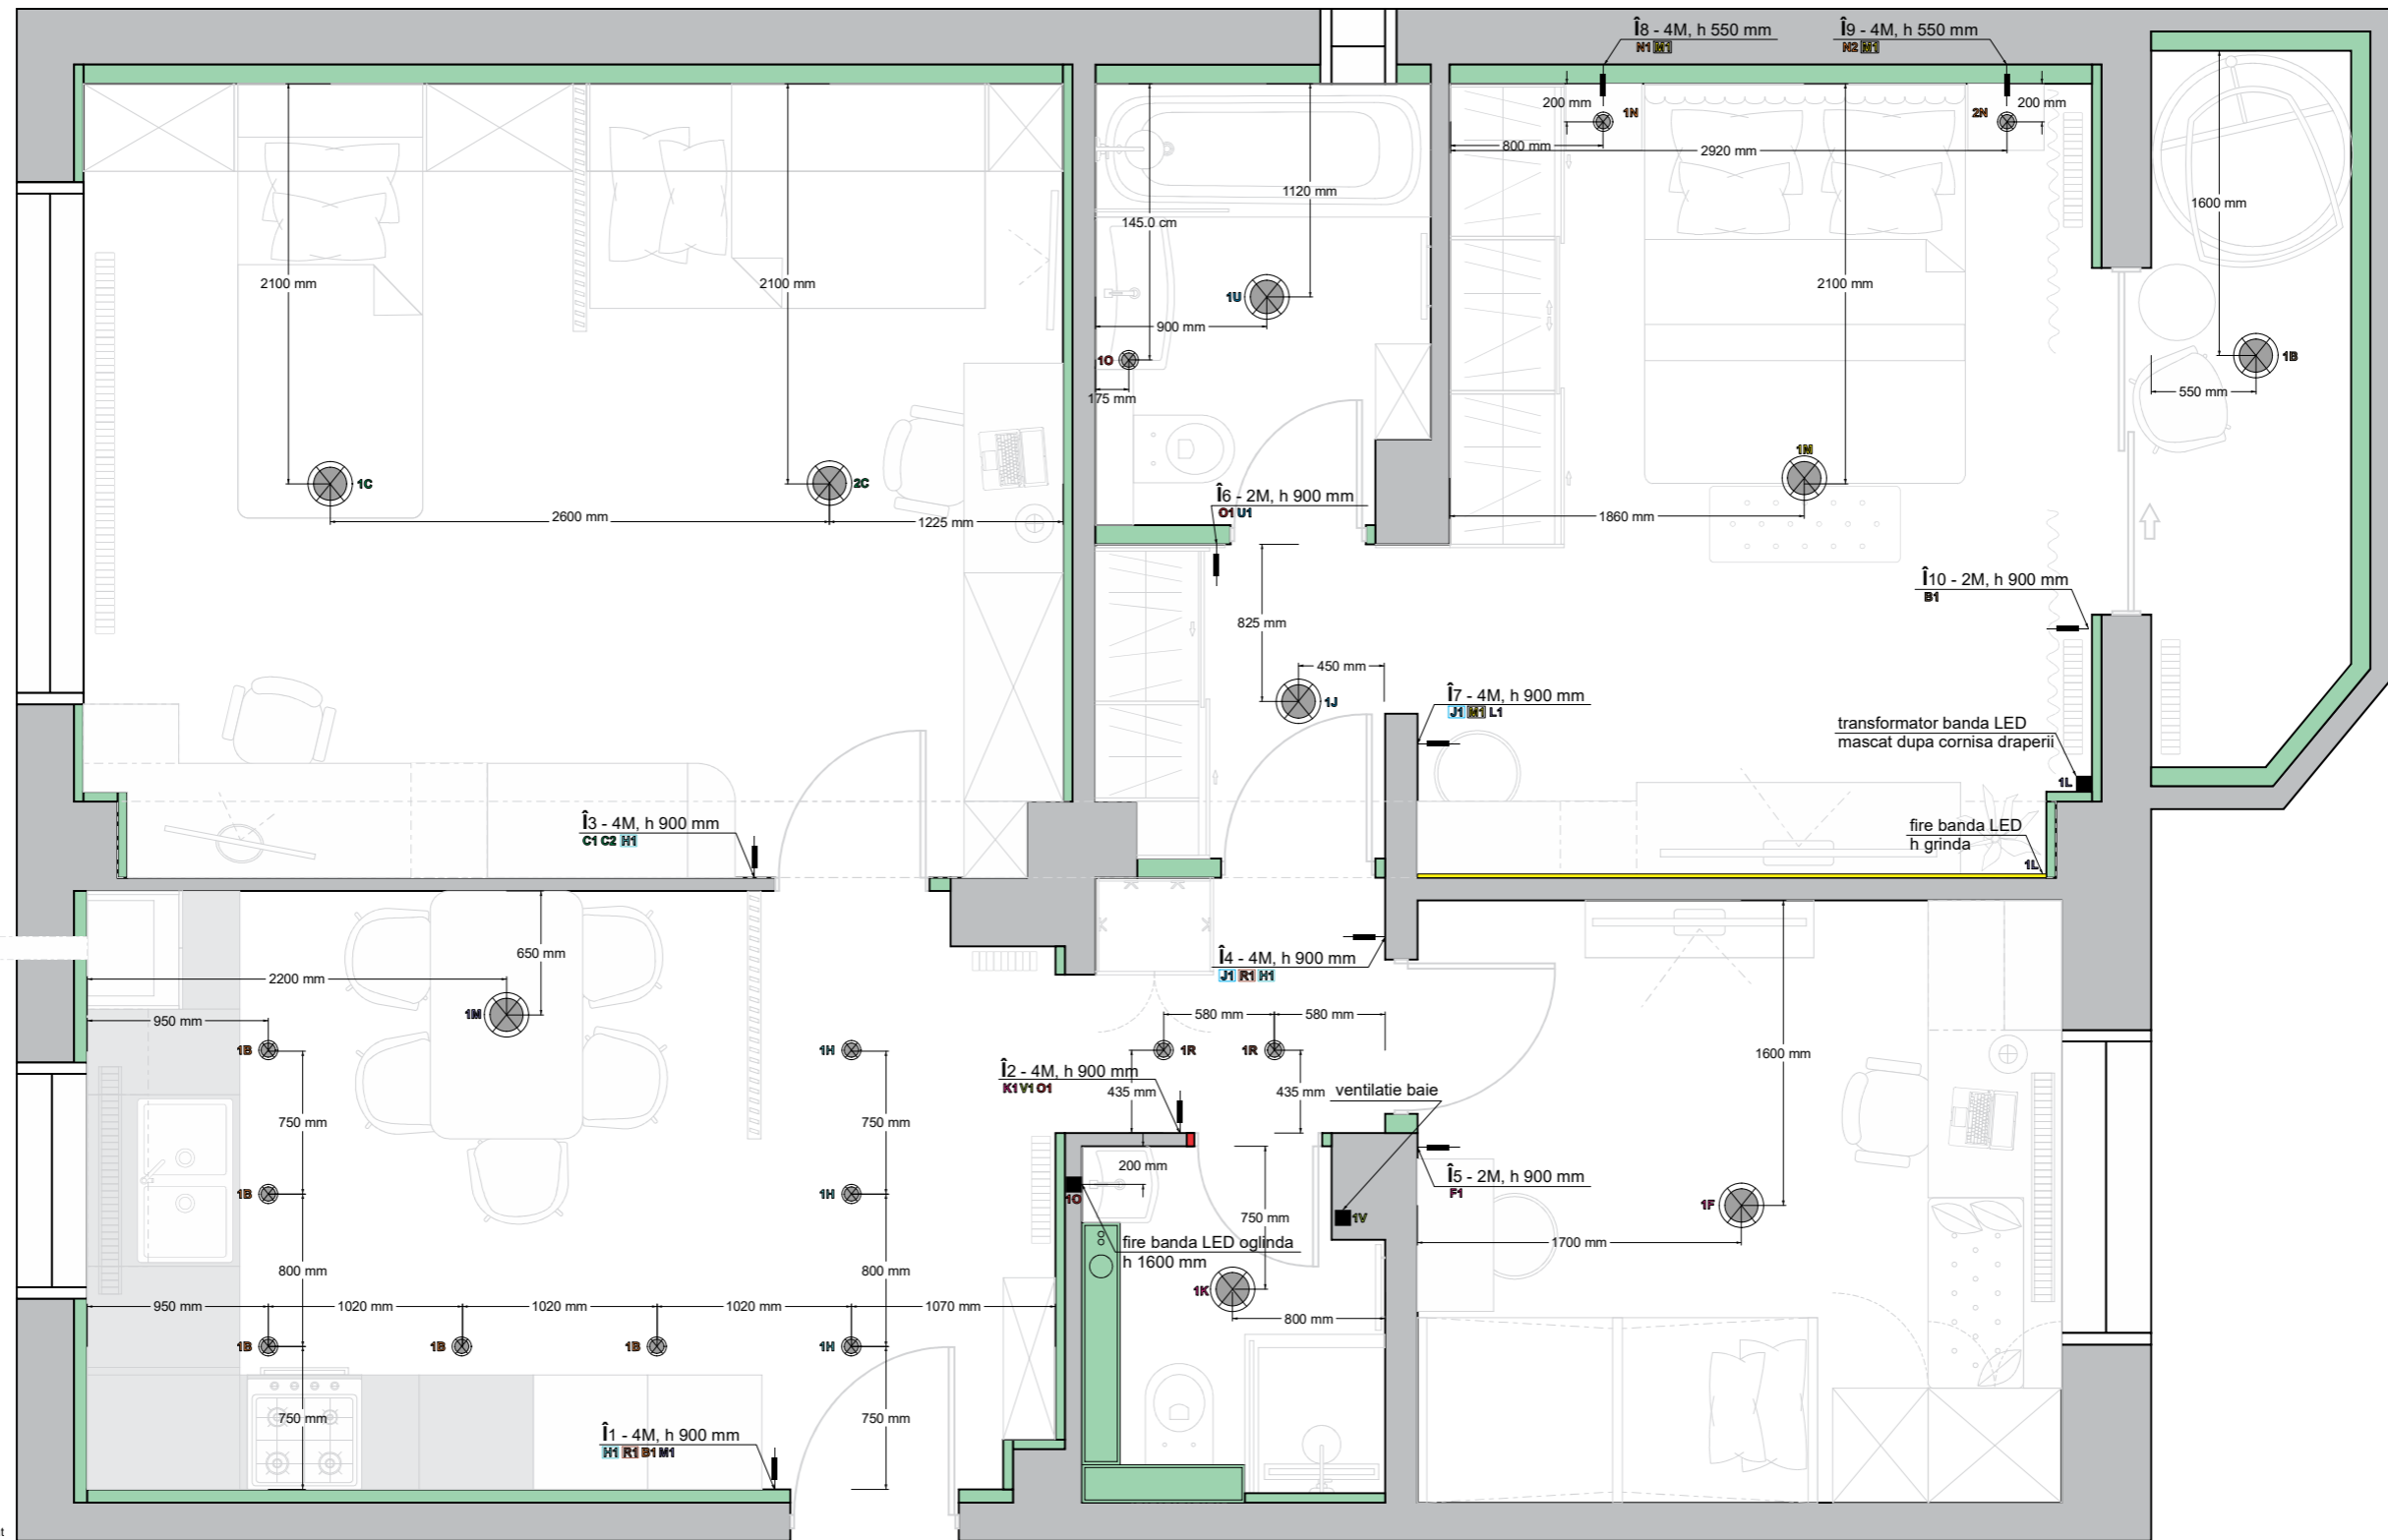 Î8 - 4M, h 550 mm
N1 M1
Î9 - 4M, h 550 mm
N2 M1
200 mm
1N
2N
200 mm
800 mm
2920 mm
1120 mm
1600 mm
145.0 cm
2100 mm
2100 mm
2100 mm
1U
900 mm
1O
1B
175 mm
550 mm
1M
1C
2C
Î6 - 2M, h 900 mm
O1 U1
2600 mm
1225 mm
1860 mm
Î10 - 2M, h 900 mm
B1
825 mm
450 mm
1J
Î7 - 4M, h 900 mm
J1 M1 L1
transformator banda LED
mascat dupa cornisa draperii
1L
Î3 - 4M, h 900 mm
C1 C2 H1
fire banda LED
h grinda
1L
650 mm
Î4 - 4M, h 900 mm
J1 R1 H1
2200 mm
1M
950 mm
580 mm
580 mm
1B
1H
1R
1R
1600 mm
Î2 - 4M, h 900 mm
K1 V1 O1
435 mm
435 mm
ventilatie baie
750 mm
750 mm
200 mm
Î5 - 2M, h 900 mm
F1
1B
1H
1O
750 mm
1V
1F
fire banda LED oglinda
h 1600 mm
1700 mm
800 mm
800 mm
1K
950 mm
1020 mm
1020 mm
1020 mm
1070 mm
800 mm
1B
1B
1B
1H
750 mm
750 mm
Î1 - 4M, h 900 mm
H1 R1 B1 M1